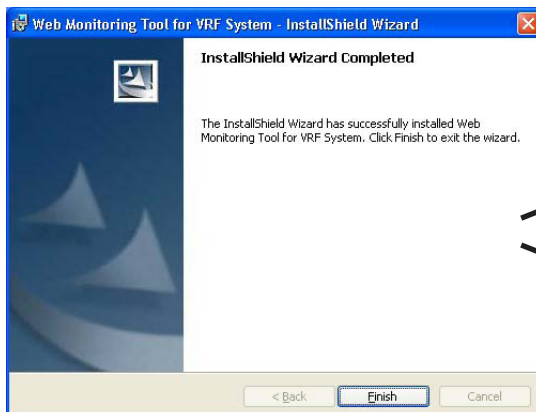 Web Monitoring Tool for VRF System - InstallShield Wizard
InstallShield Wizard Completed
The InstallShield Wizard has successfully installed Web
Monitoring Tool for VRF System. Click Finish to exit the wizard.
< Back
Finish
Cancel